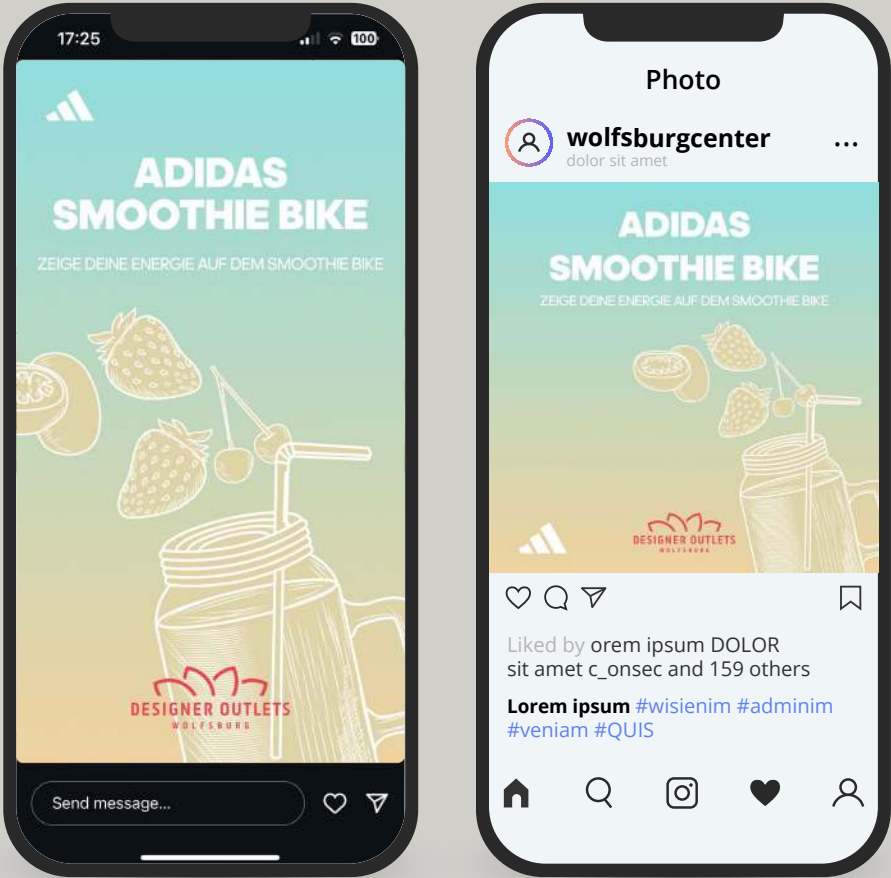 17:25
100
ADIDAS
SMOOTHIE BIKE
ZEIGE DEINE ENERGIE AUF DEM SMOOTHIE BIKE
DESIGNER OUTLETS
WOLFSBURG
Send message...
Photo
wolfsburgcenter
dolor sit amet
ADIDAS
SMOOTHIE BIKE
ZEIGE DEINE ENERGIE AUF DEM SMOOTHIE BIKE
DESIGNER OUTLETS
WOLFSBURG
Liked by orem ipsum DOLOR
sit amet c_onsec and 159 others
Lorem ipsum #wisienim #adminim
#veniam #QUIS